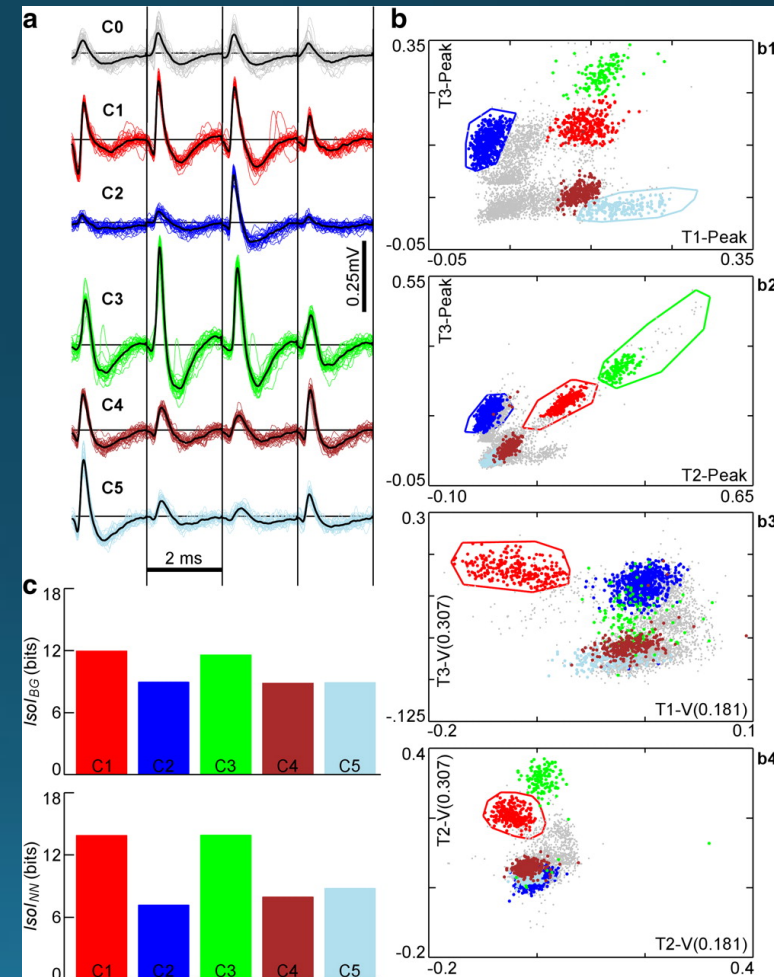 a
C0
C1
C2
0.25mV
C3
C4
C5
2 ms
b
b1
0.35
T3-Peak
-0.05
T1-Peak
-0.05
0.35
b2
0.55
T3-Peak
-0.05
T2-Peak
-0.10
0.65
b3
0.3
T3-V(0.307)
-.125
T1-V(0.181)
-0.2
0.1
b4
0.4
T2-V(0.307)
-0.2
T2-V(0.181)
-0.2
0.4
c
18
12
6
0
IsoI_BG (bits)
C1 C2 C3 C4 C5
18
12
6
0
IsoI_NN (bits)
C1 C2 C3 C4 C5